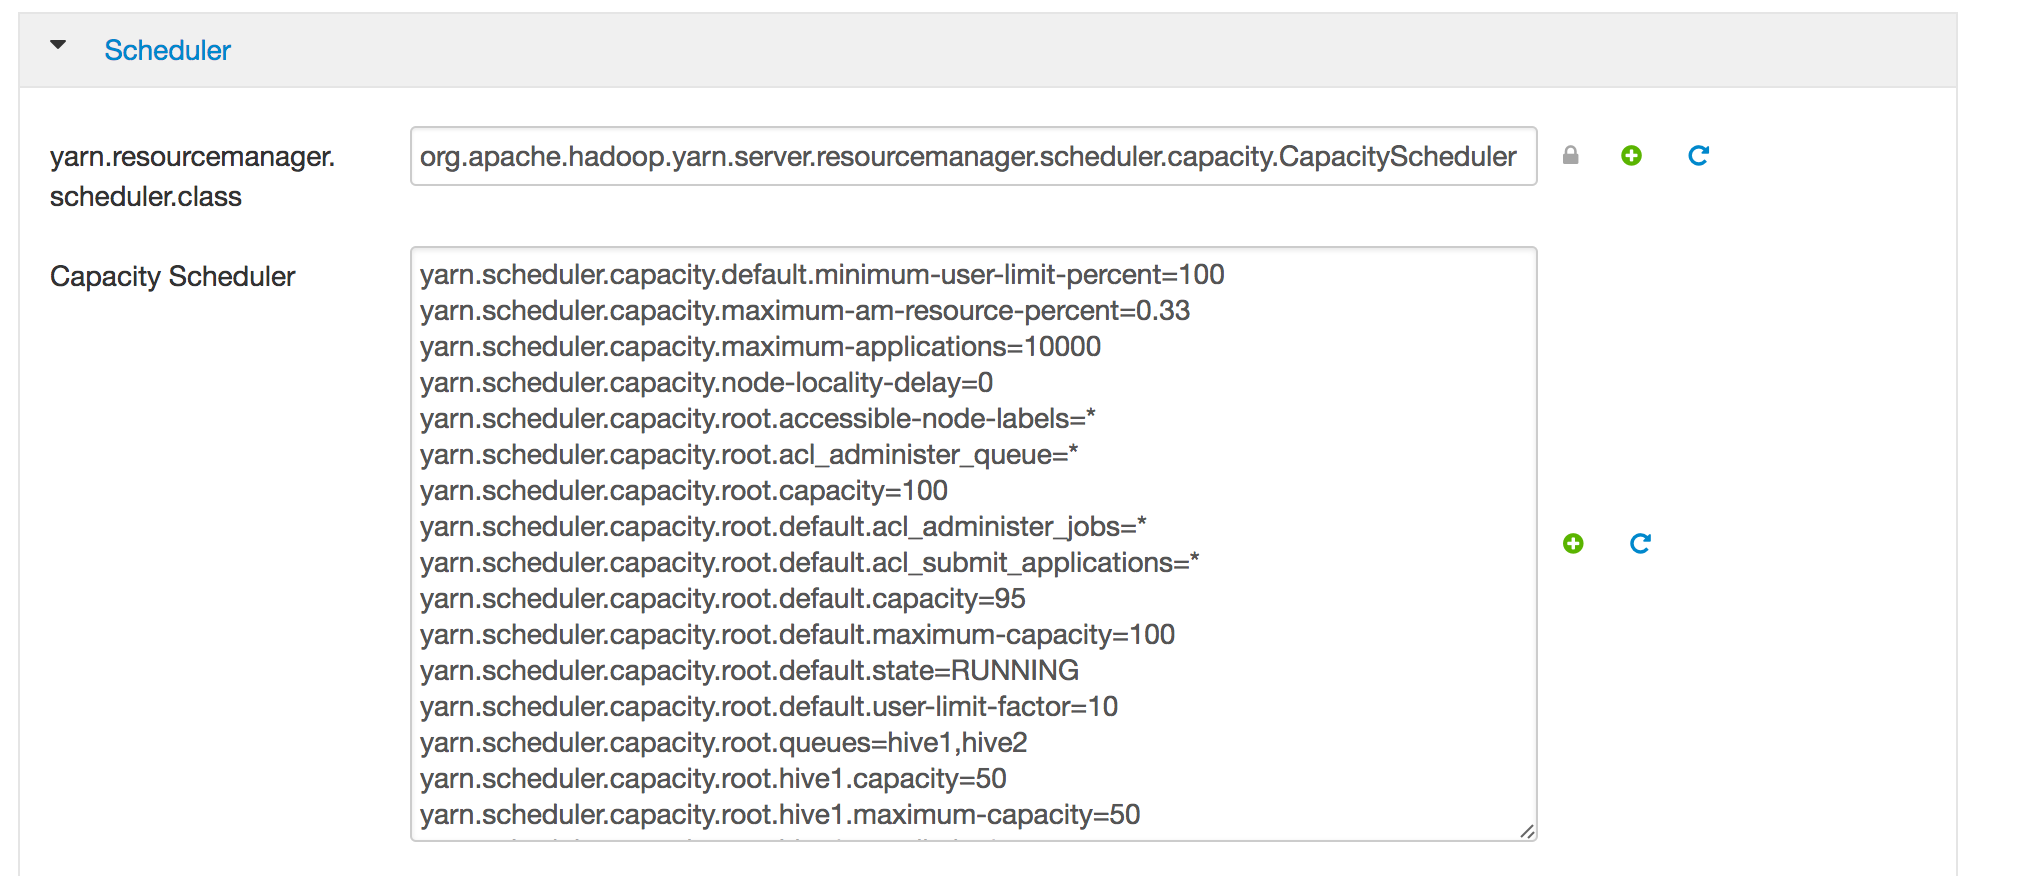 Scheduler
yarn.resourcemanager.
scheduler.class
org.apache.hadoop.yarn.server.resourcemanager.scheduler.capacity.CapacityScheduler
Capacity Scheduler
yarn.scheduler.capacity.default.minimum-user-limit-percent=100
yarn.scheduler.capacity.maximum-am-resource-percent=0.33
yarn.scheduler.capacity.maximum-applications=10000
yarn.scheduler.capacity.node-locality-delay=0
yarn.scheduler.capacity.root.accessible-node-labels=*
yarn.scheduler.capacity.root.acl_administer_queue=*
yarn.scheduler.capacity.root.capacity=100
yarn.scheduler.capacity.root.default.acl_administer_jobs=*
yarn.scheduler.capacity.root.default.acl_submit_applications=*
yarn.scheduler.capacity.root.default.capacity=95
yarn.scheduler.capacity.root.default.maximum-capacity=100
yarn.scheduler.capacity.root.default.state=RUNNING
yarn.scheduler.capacity.root.default.user-limit-factor=10
yarn.scheduler.capacity.root.queues=hive1,hive2
yarn.scheduler.capacity.root.hive1.capacity=50
yarn.scheduler.capacity.root.hive1.maximum-capacity=50